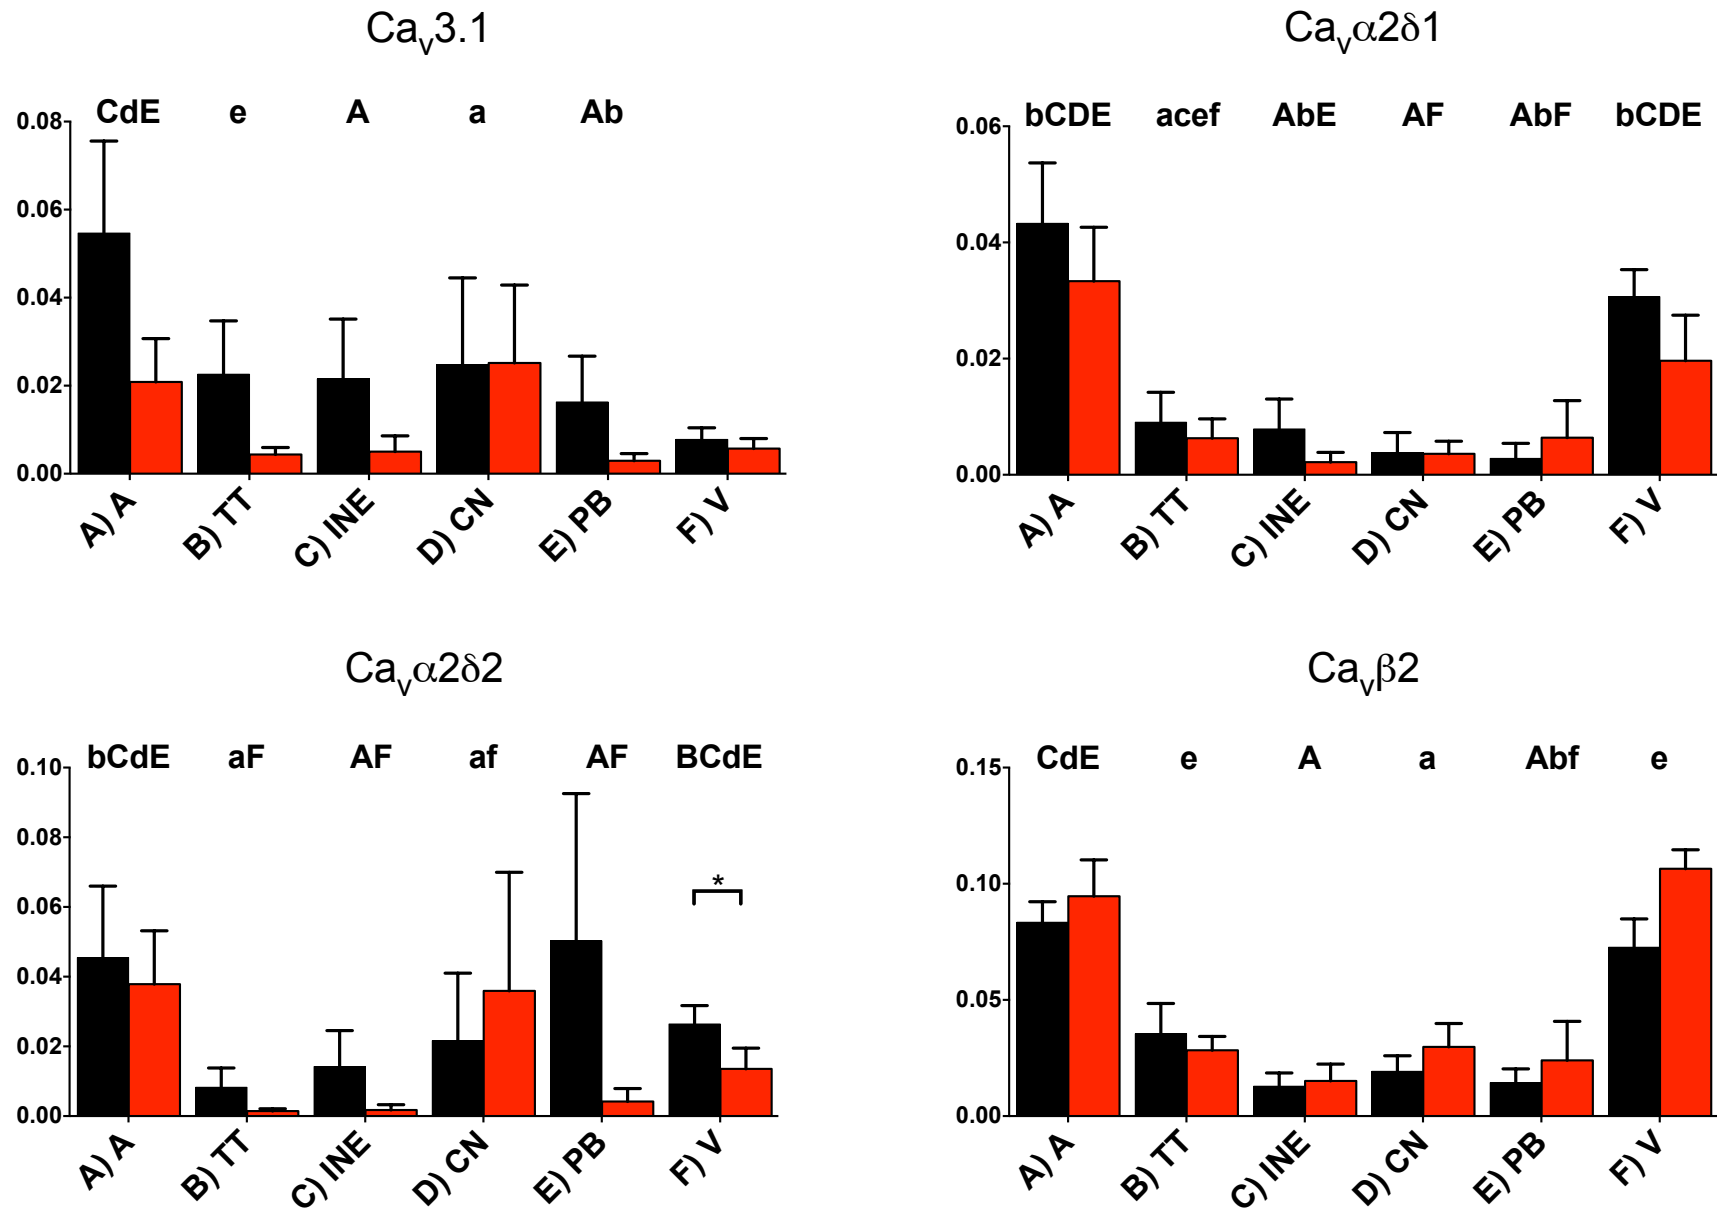 Cav3.1
CdE e A a Ab
0.08
0.06
0.04
0.02
0.00
A) A B) TT C) INE D) CN E) PB F) V
Cavα2δ1
bCDE acef AbE AF AbF bCDE
0.06
0.04
0.02
0.00
A) A B) TT C) INE D) CN E) PB F) V
Cavα2δ2
bCdE aF AF af AF BCdE
0.10
0.08
0.06
0.04
0.02
0.00
*
A) A B) TT C) INE D) CN E) PB F) V
Cavβ2
CdE e A a Abf e
0.15
0.10
0.05
0.00
A) A B) TT C) INE D) CN E) PB F) V